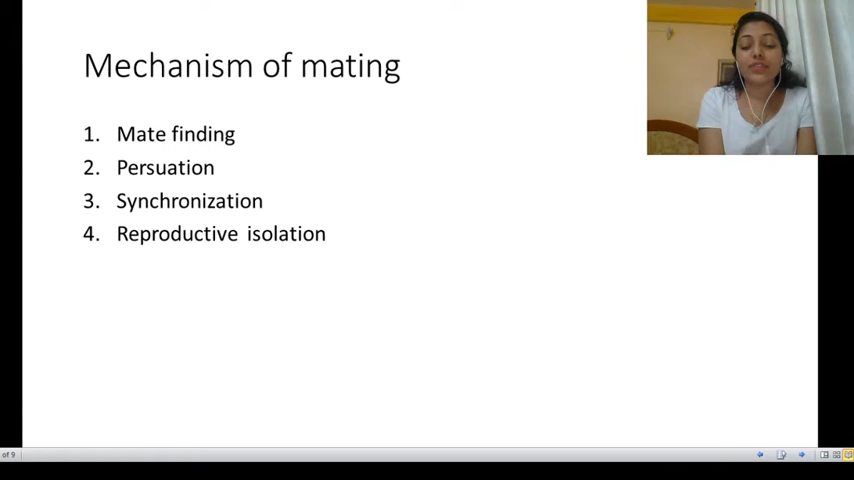 Mechanism of mating
1. Mate finding
2. Persuation
3. Synchronization
4. Reproductive isolation
of 9